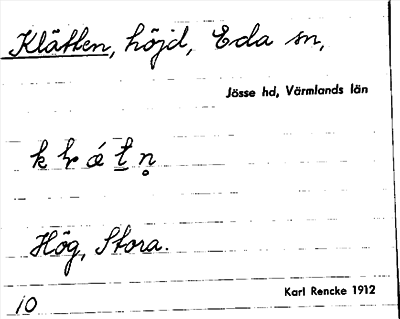 Klätten, höjd, Eda sn,
Jösse hd, Värmlands län
Hög, Stora.
10
Karl Rencke 1912